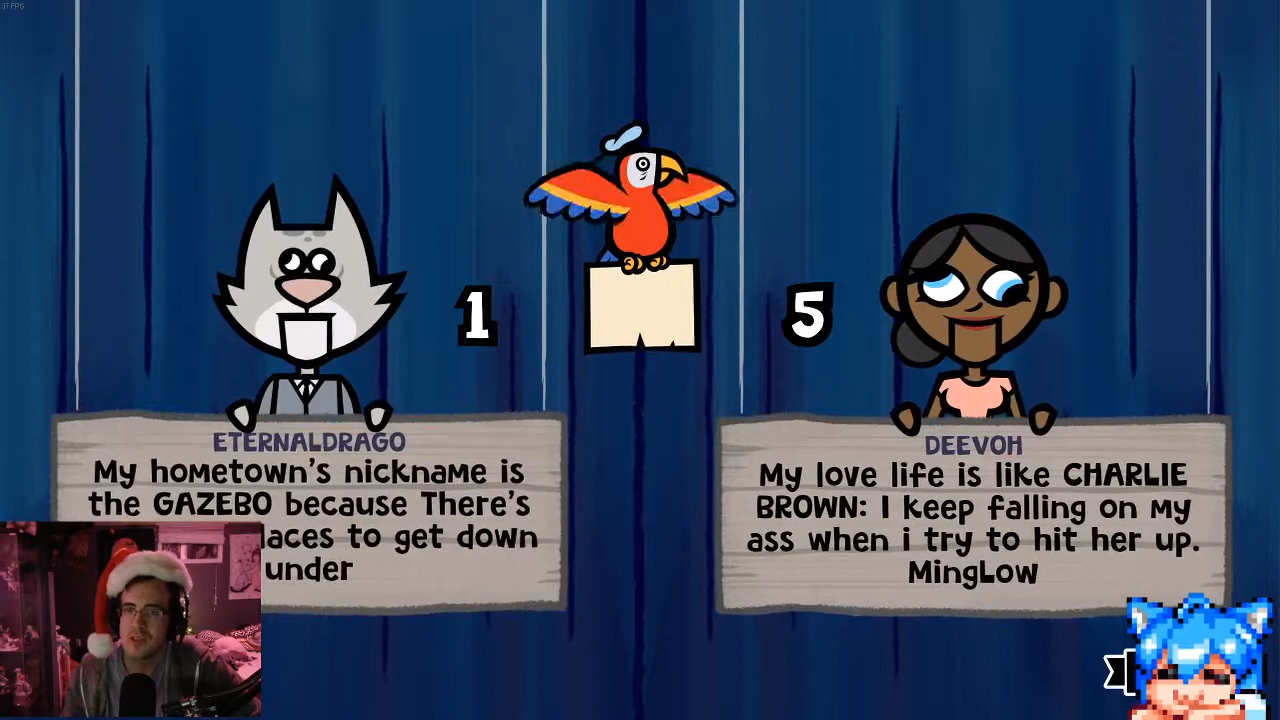 17 FPS
1
5
ETERNALDRAGO
My hometown's nickname is
the GAZEBO because There's
laces to get down
under
DEEVOH
My love life is like CHARLIE
BROWN: I keep falling on my
ass when i try to hit her up.
MingLow